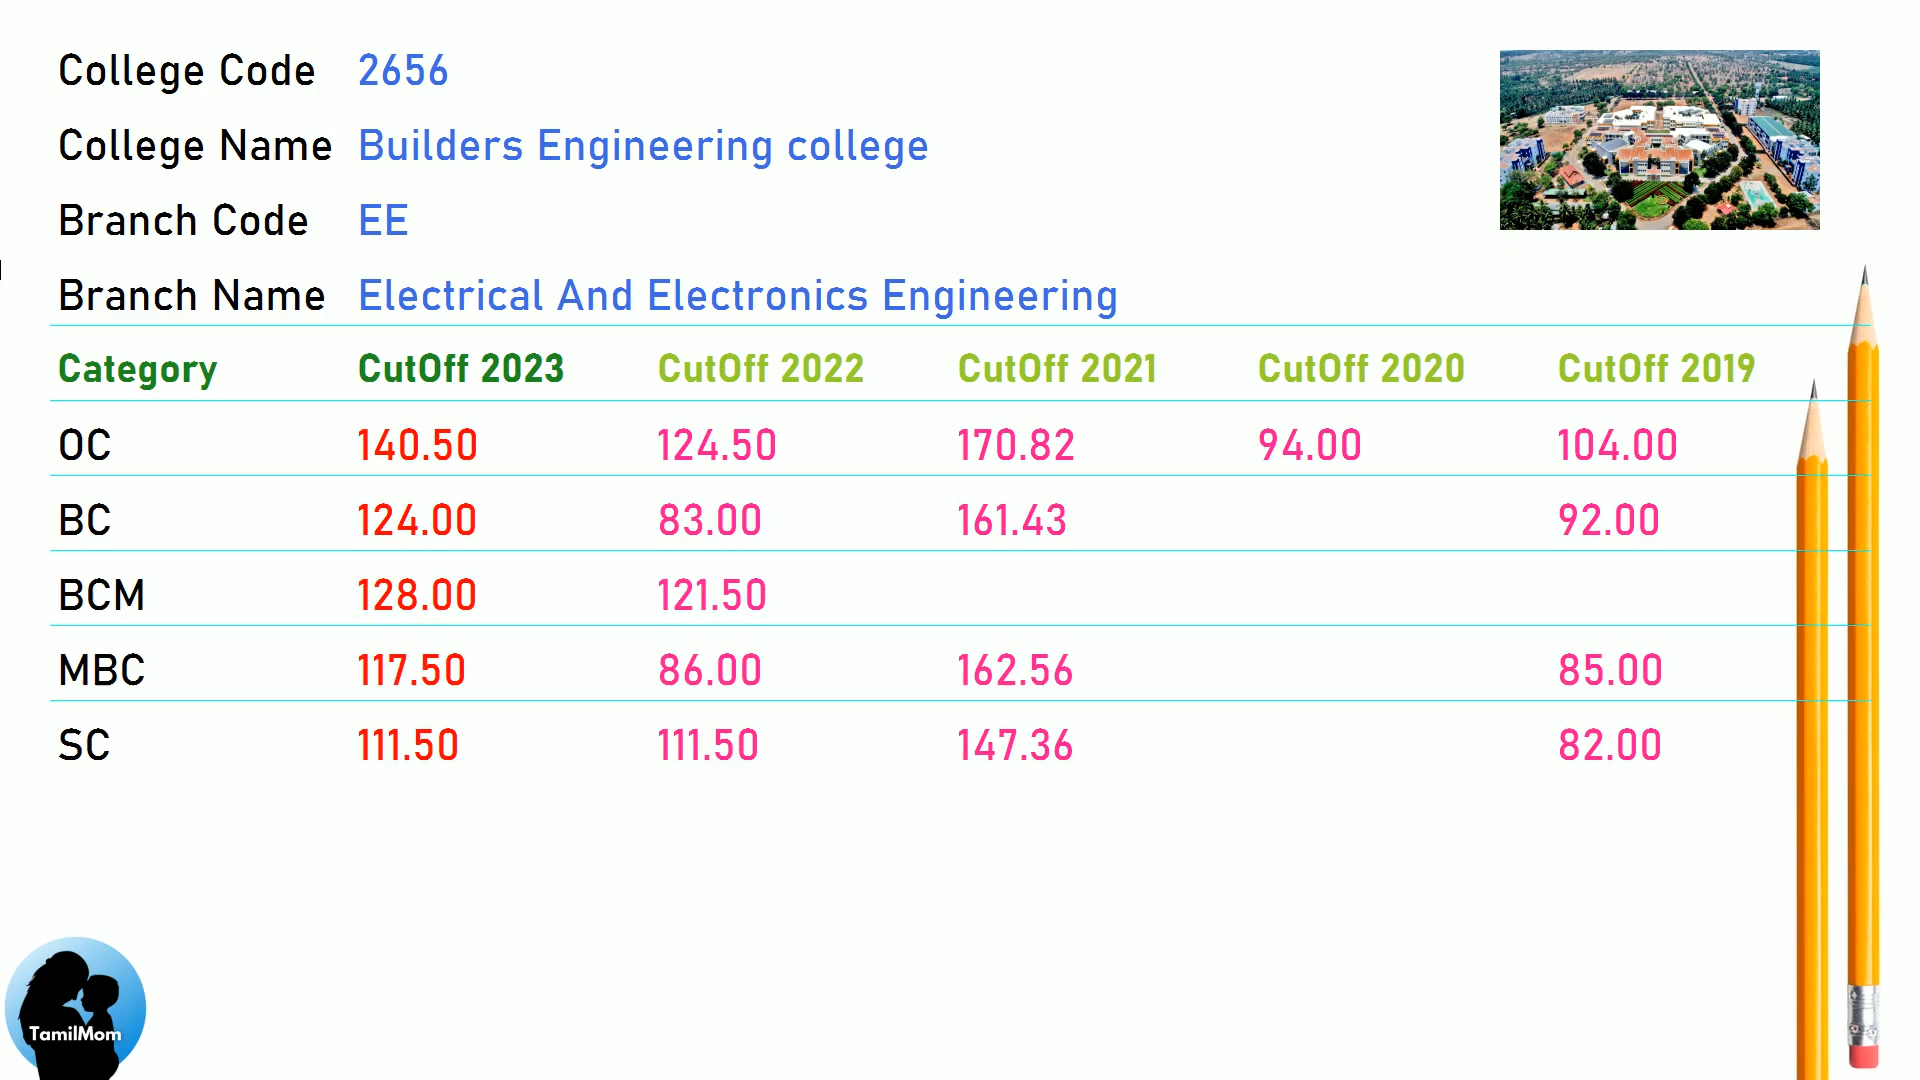 College Code 2656
College Name Builders Engineering college
Branch Code EE
Branch Name Electrical And Electronics Engineering
Category CutOff 2023 CutOff 2022 CutOff 2021 CutOff 2020 CutOff 2019
OC 140.50 124.50 170.82 94.00 104.00
BC 124.00 83.00 161.43 92.00
BCM 128.00 121.50
MBC 117.50 86.00 162.56 85.00
SC 111.50 111.50 147.36 82.00
TamilMom